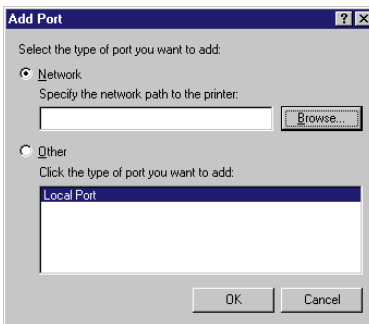 Add Port
Select the type of port you want to add:
Network
Specify the network path to the printer:
Browse...
Other
Click the type of port you want to add:
Local Port
OK Cancel